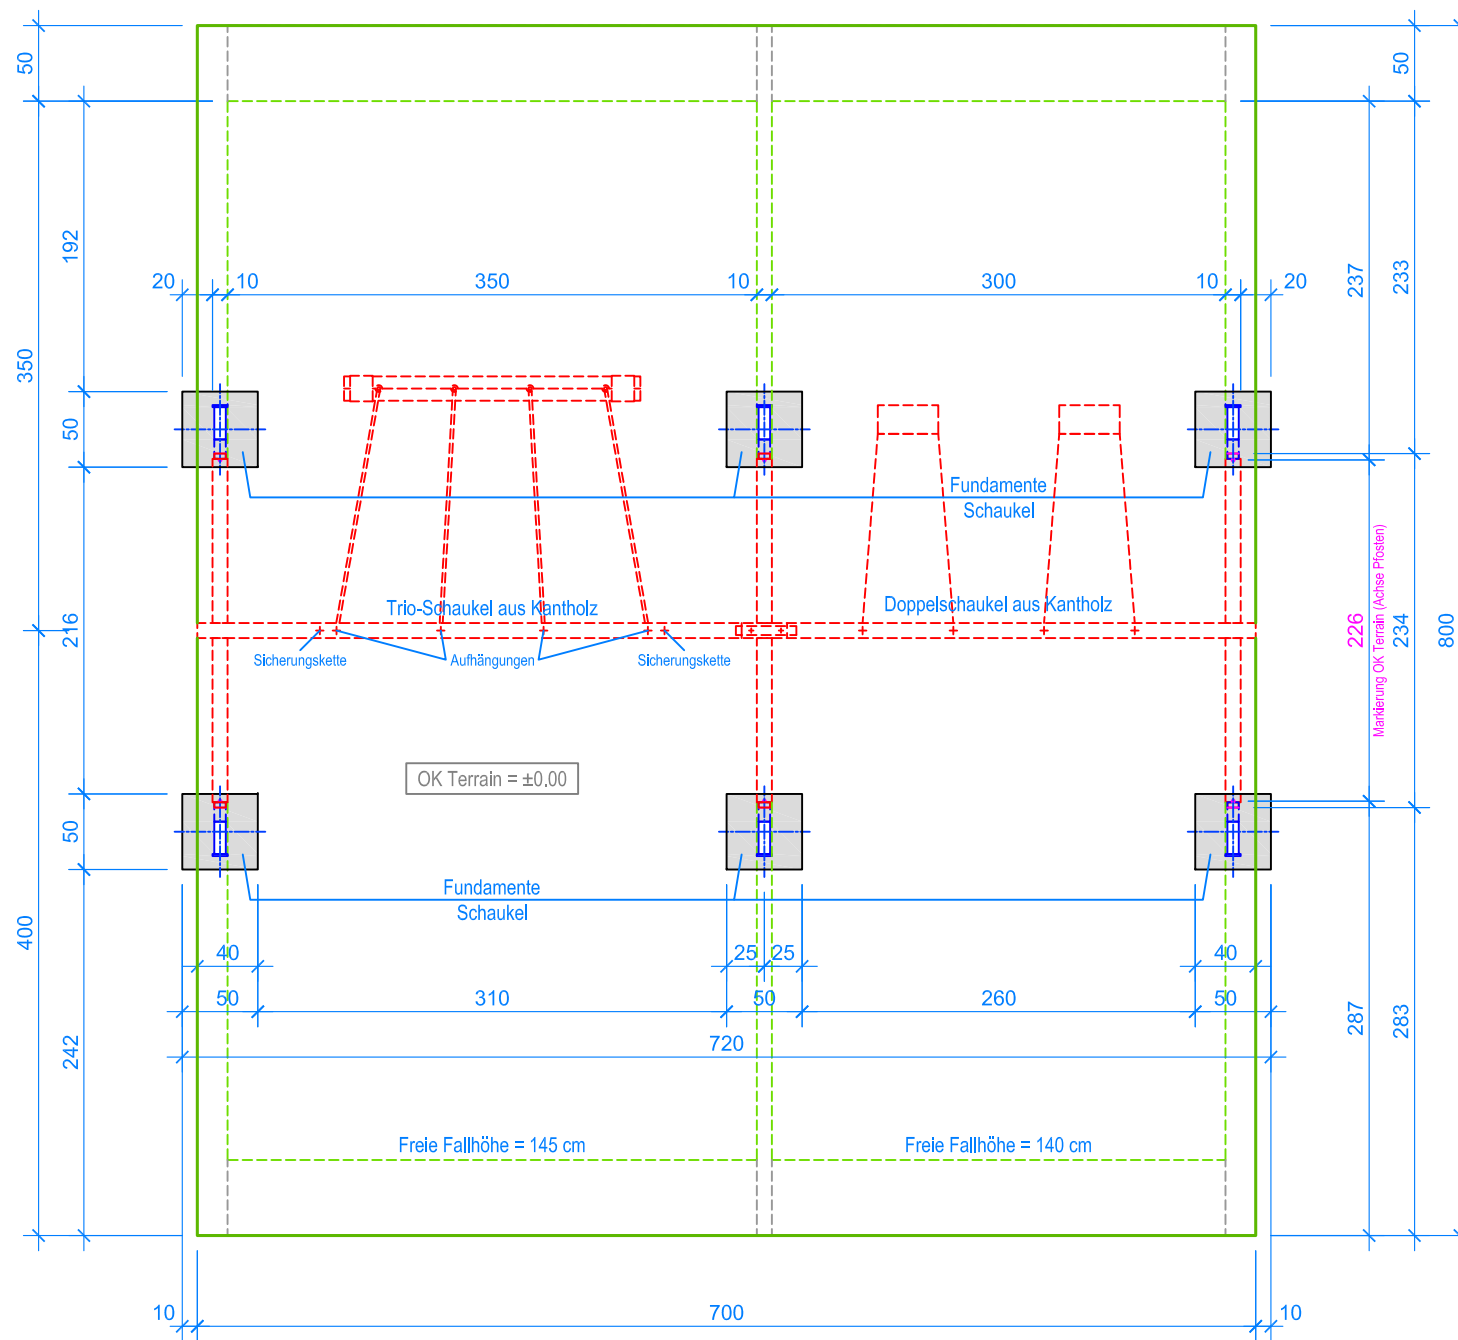 50
50
192
237
233
20
10
350
10
300
10
20
350
50
Fundamente
Schaukel
Markierung OK Terrain (Achse Pfosten)
Trio-Schaukel aus Kantholz
Doppelschaukel aus Kantholz
216
226
234
800
Sicherungskette
Aufhängungen
Sicherungskette
OK Terrain = ±0.00
50
Fundamente
Schaukel
400
40
25
25
40
50
310
50
260
50
287
283
242
720
Freie Fallhöhe = 145 cm
Freie Fallhöhe = 140 cm
10
700
10